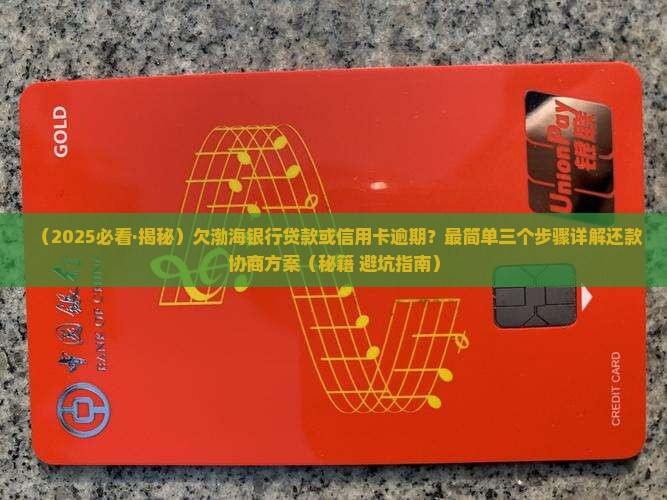 GOLD
UnionPay
银联
（2025必看·揭秘）欠渤海银行贷款或信用卡逾期？最简单三个步骤详解还款
协商方案（秘籍 避坑指南）
中国银行
BANK OF CHINA
CREDIT CARD